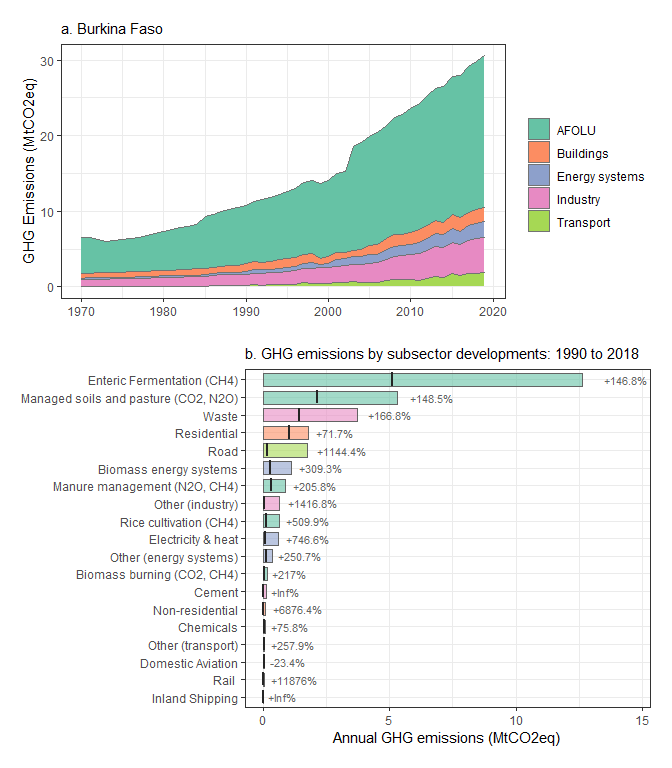 a. Burkina Faso
GHG Emissions (MtCO2eq)
30
20
10
0
1970
1980
1990
2000
2010
2020
AFOLU
Buildings
Energy systems
Industry
Transport
b. GHG emissions by subsector developments: 1990 to 2018
Enteric Fermentation (CH4) +146.8%
Managed soils and pasture (CO2, N2O) +148.5%
Waste +166.8%
Residential +71.7%
Road +1144.4%
Biomass energy systems +309.3%
Manure management (N2O, CH4) +205.8%
Other (industry) +1416.8%
Rice cultivation (CH4) +509.9%
Electricity & heat +746.6%
Other (energy systems) +250.7%
Biomass burning (CO2, CH4) +217%
Cement +Inf%
Non-residential +6876.4%
Chemicals +75.8%
Other (transport) +257.9%
Domestic Aviation -23.4%
Rail +11876%
Inland Shipping +Inf%
0
5
10
15
Annual GHG emissions (MtCO2eq)